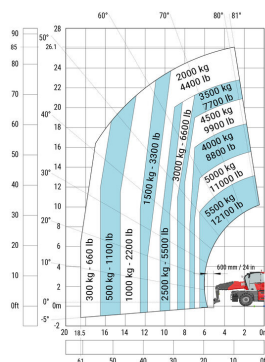 60°
70°
80°
81°
90
28
85
26.1
50°
80
24
2000 kg
4400 lb
70
22
3500 kg
7700 lb
20
4500 kg
9900 lb
60
40°
18
4000 kg
8800 lb
50
16
5000 kg
11000 lb
14
5500 kg
12100 lb
40
30°
12
10
30
20°
8
20
6
10°
4
600 mm / 24 in
10
2
0ft
0°
0m
-5°
-2
300 kg - 660 lb
500 kg - 1100 lb
1000 kg - 2200 lb
1500 kg - 3300 lb
2500 kg - 5500 lb
3000 kg - 6600 lb
20 18.5 16 14 12 10 8 6 4 2
61 50 40 30 20 10